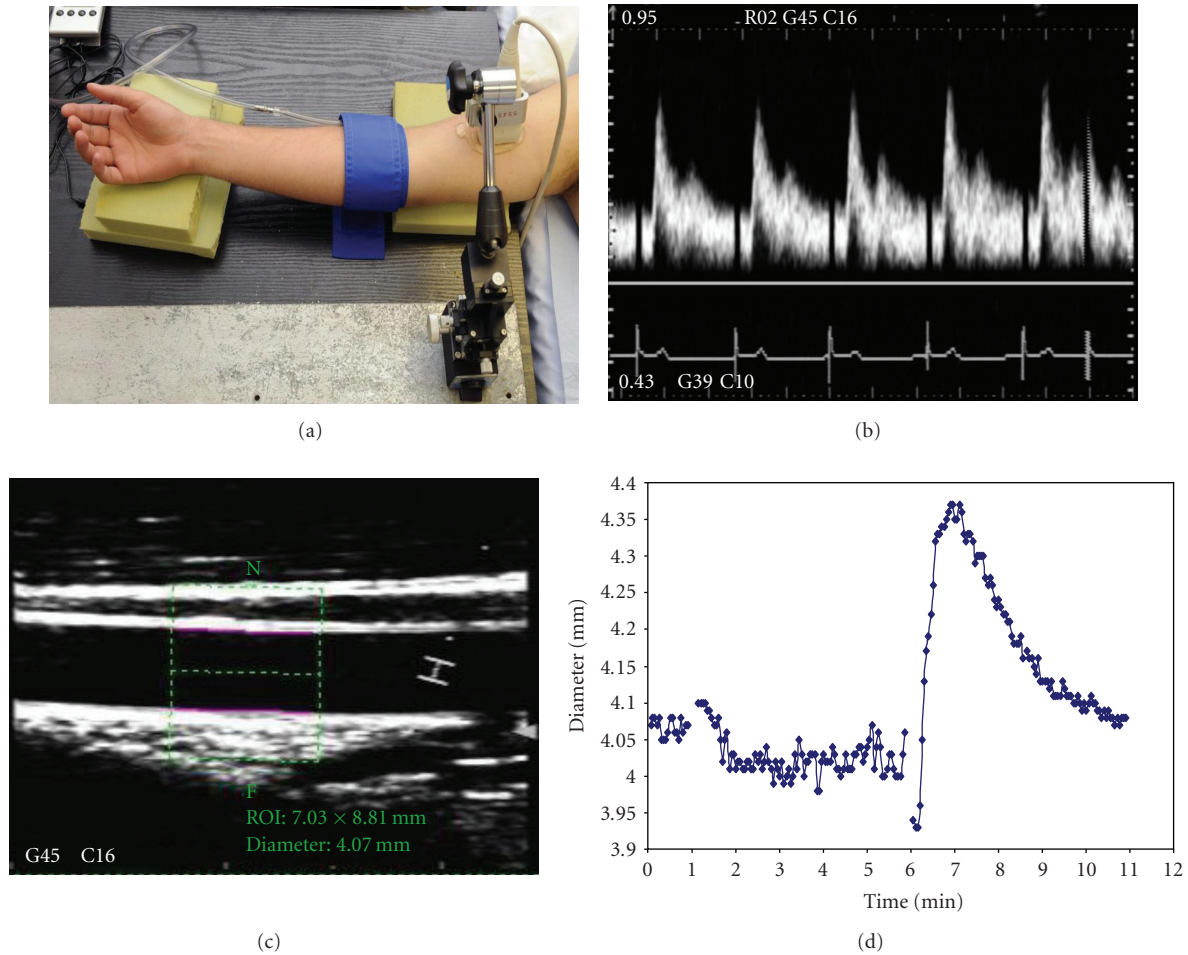 (a)
0.95 R02 G45 C16
0.43 G39 C10
(b)
N
F
ROI: 7.03 × 8.81 mm
Diameter: 4.07 mm
G45 C16
(c)
4.4
4.35
4.3
4.25
4.2
4.15
4.1
4.05
4
3.95
3.9
Diameter (mm)
0 1 2 3 4 5 6 7 8 9 10 11 12
Time (min)
(d)